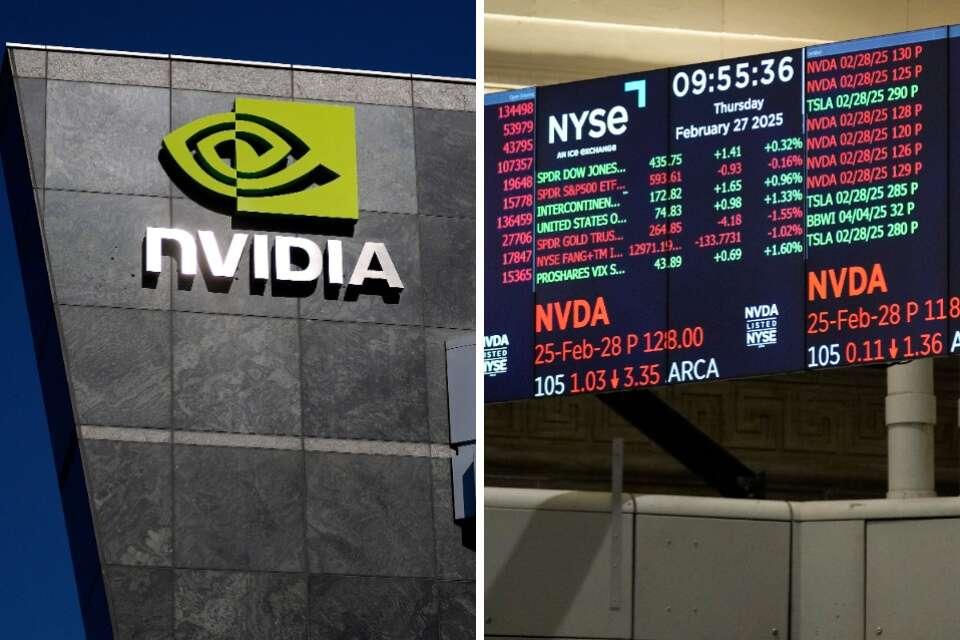 NVIDIA
134498
53979
43795
107357
19648
15778
136459
27706
17847
15365
NVDA
LISTED
NYSE
NYSE
AN ICE EXCHANGE
09:55:36
Thursday
February 27 2025
SPDR DOW JONES... 435.75 +1.41 +0.32%
SPDR S&P500 ETF... 593.61 -0.93 -0.16%
INTERCONTINEN... 172.82 +1.65 +0.96%
UNITED STATES O... 74.83 +0.98 +1.33%
SPDR GOLD TRUS... 264.85 -4.18 -1.55%
NYSE FANG+TM I... 12971.19... -133.7731 -1.02%
PROSHARES VIX S... 43.89 +0.69 +1.60%
NVDA
25-Feb-28 P 128.00
105 1.03 ↓ 3.35 ARCA
NVDA
LISTED
NYSE
NVDA 02/28/25 130 P
NVDA 02/28/25 125 P
TSLA 02/28/25 290 P
NVDA 02/28/25 128 P
NVDA 02/28/25 120 P
NVDA 02/28/25 126 P
NVDA 02/28/25 129 P
TSLA 02/28/25 285 P
BBWI 04/04/25 32 P
TSLA 02/28/25 280 P
NVDA
25-Feb-28 P 118
105 0.11 ↓ 1.36 A